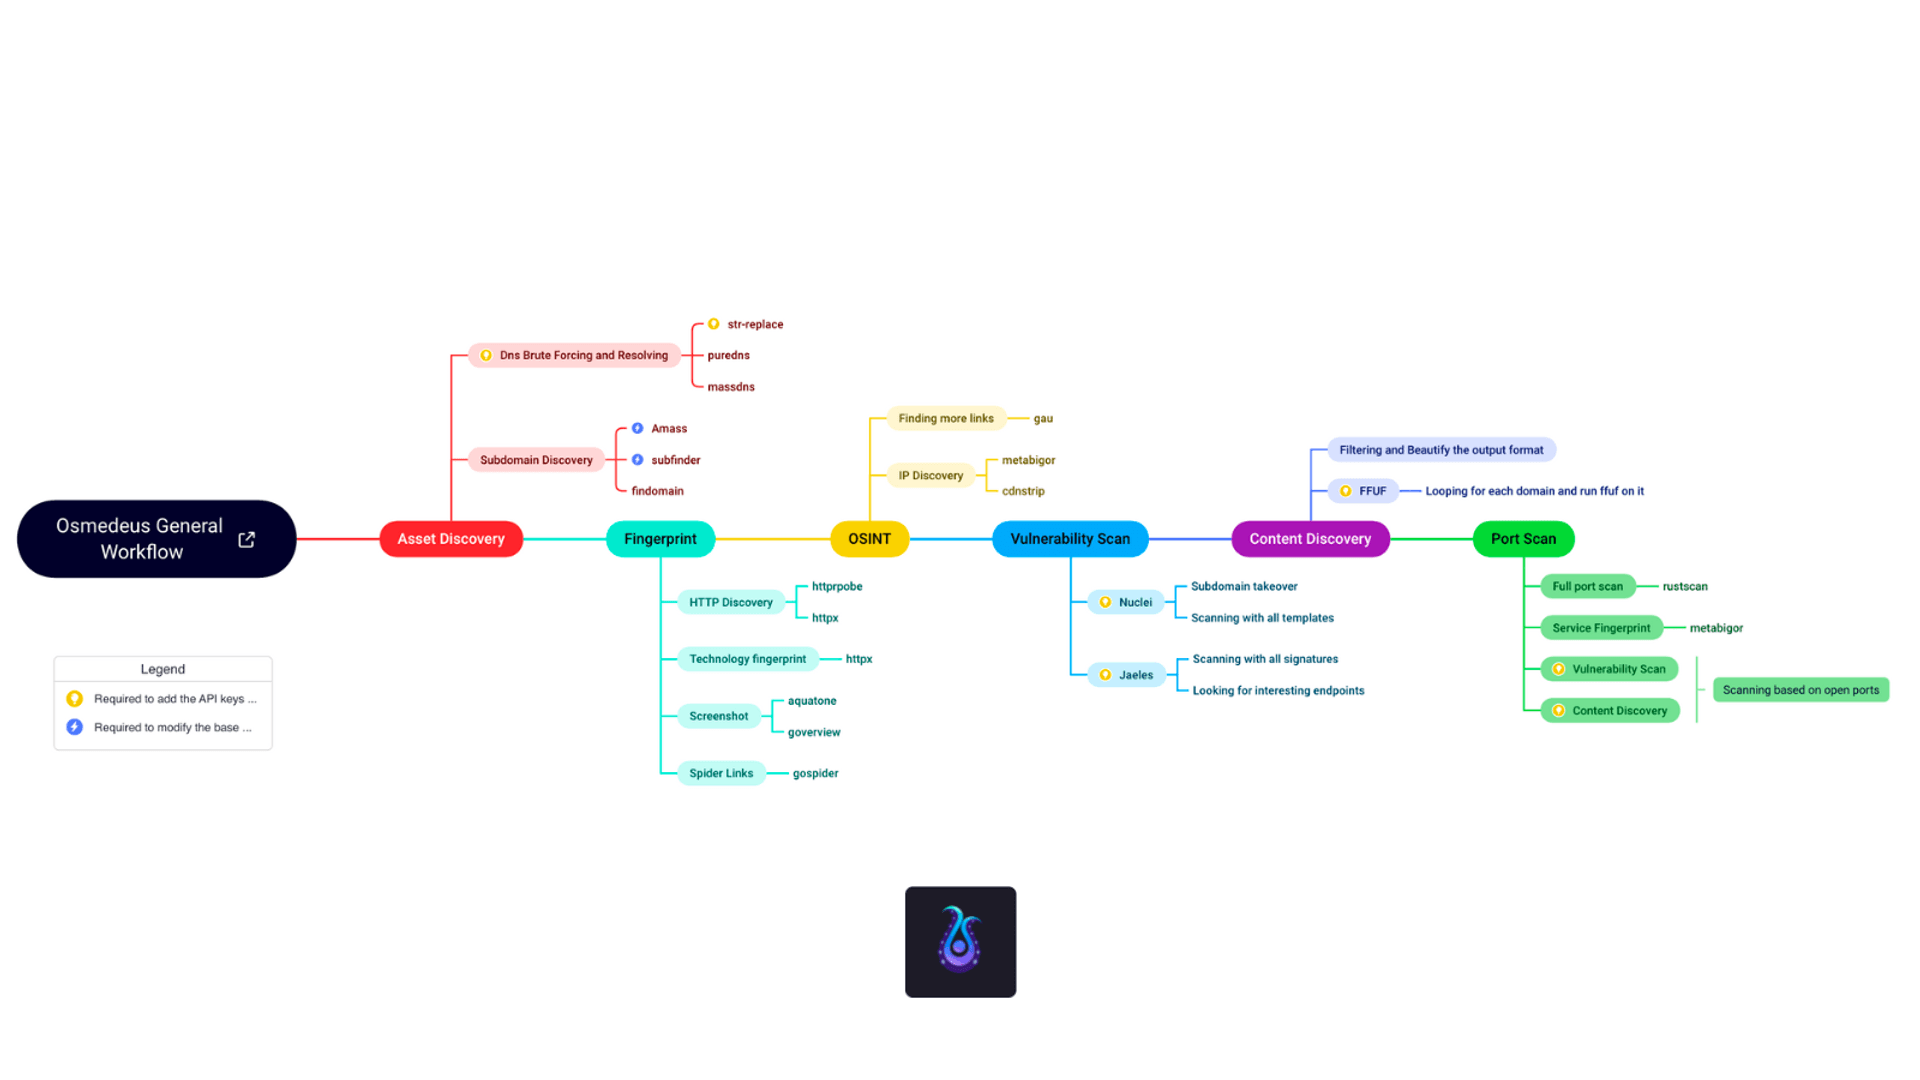 Osmedeus General
Workflow
Asset Discovery
Dns Brute Forcing and Resolving
str-replace
puredns
massdns
Subdomain Discovery
Amass
subfinder
findomain
Fingerprint
HTTP Discovery
httprpobe
httpx
Technology fingerprint
httpx
Screenshot
aquatone
goverview
Spider Links
gospider
OSINT
Finding more links
gau
IP Discovery
metabigor
cdnstrip
Vulnerability Scan
Nuclei
Subdomain takeover
Scanning with all templates
Jaeles
Scanning with all signatures
Looking for interesting endpoints
Content Discovery
Filtering and Beautify the output format
FFUF
Looping for each domain and run ffuf on it
Port Scan
Full port scan
rustscan
Service Fingerprint
metabigor
Vulnerability Scan
Content Discovery
Scanning based on open ports
Legend
Required to add the API keys ...
Required to modify the base ...